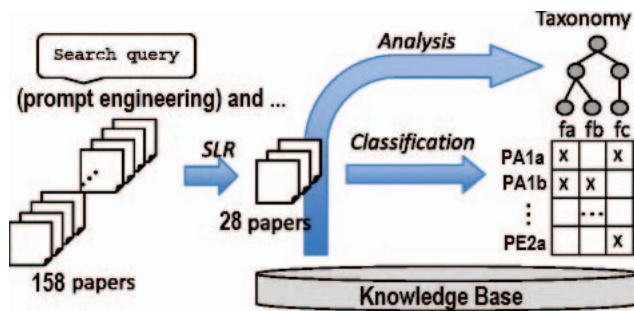 Search query
(prompt engineering) and ...
158 papers
SLR
28 papers
Analysis
Classification
Taxonomy
fa fb fc
PA1a x x
PA1b x x
⋮ ...
PE2a x
Knowledge Base